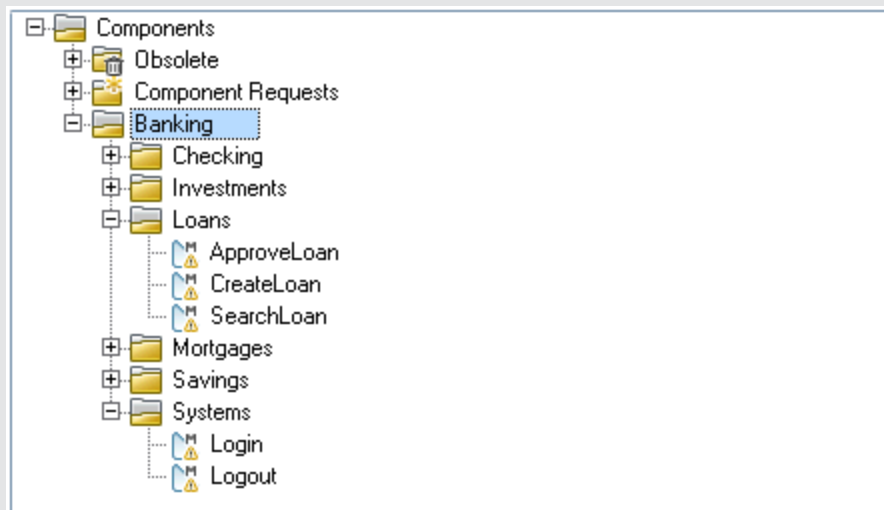 Components
Obsolete
Component Requests
Banking
Checking
Investments
Loans
ApproveLoan
CreateLoan
SearchLoan
Mortgages
Savings
Systems
Login
Logout